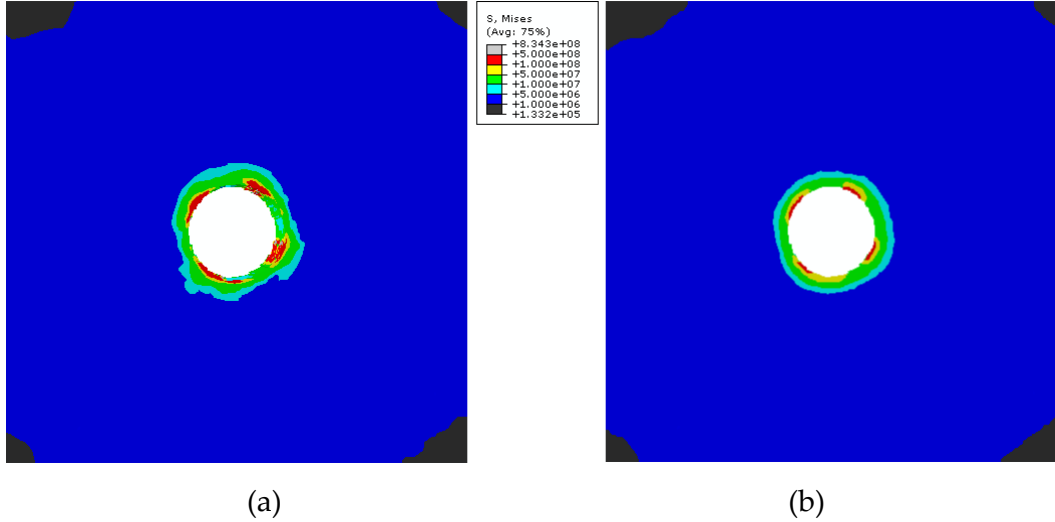 S, Mises
(Avg: 75%)
+8.343e+08
+5.000e+08
+1.000e+08
+5.000e+07
+1.000e+07
+5.000e+06
+1.000e+06
+1.332e+05
(a)
(b)